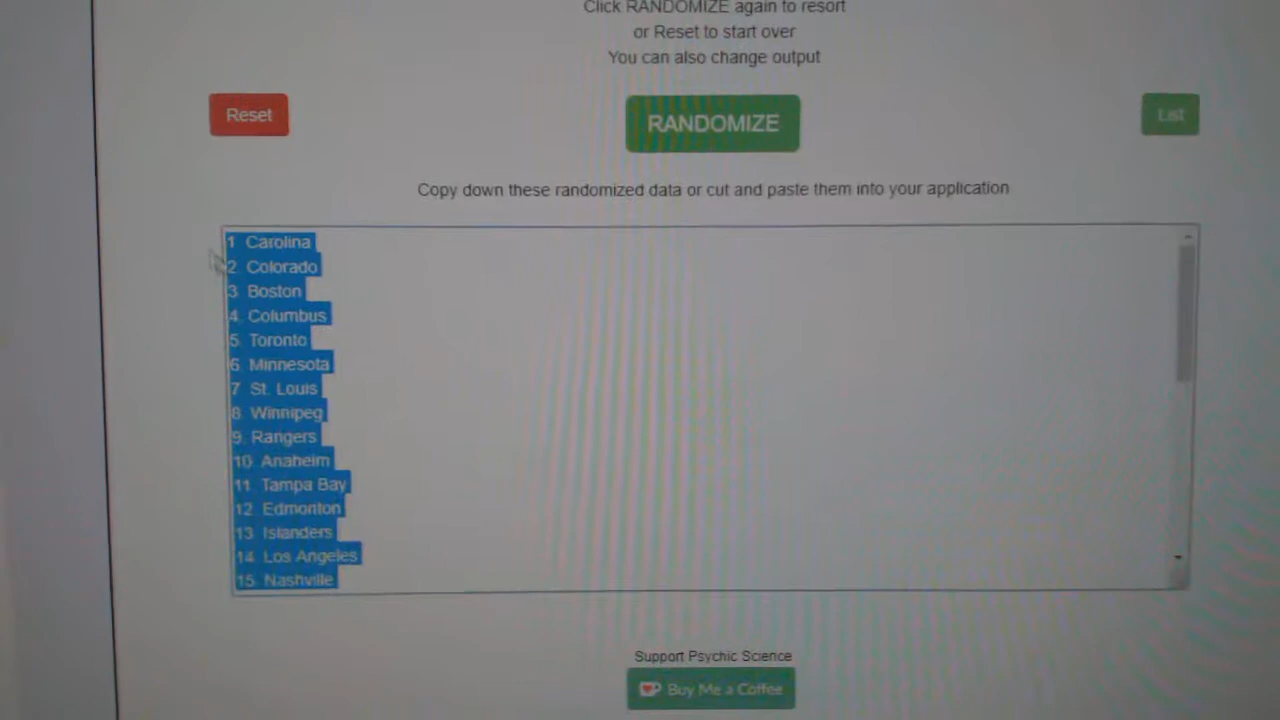 Click RANDOMIZE again to resort
or Reset to start over
You can also change output
Reset
RANDOMIZE
List
Copy down these randomized data or cut and paste them into your application
1. Carolina
2. Colorado
3. Boston
4. Columbus
5. Toronto
6. Minnesota
7. St. Louis
8. Winnipeg
9. Rangers
10. Anaheim
11. Tampa Bay
12. Edmonton
13. Islanders
14. Los Angeles
15. Nashville
Support Psychic Science
Buy Me a Coffee